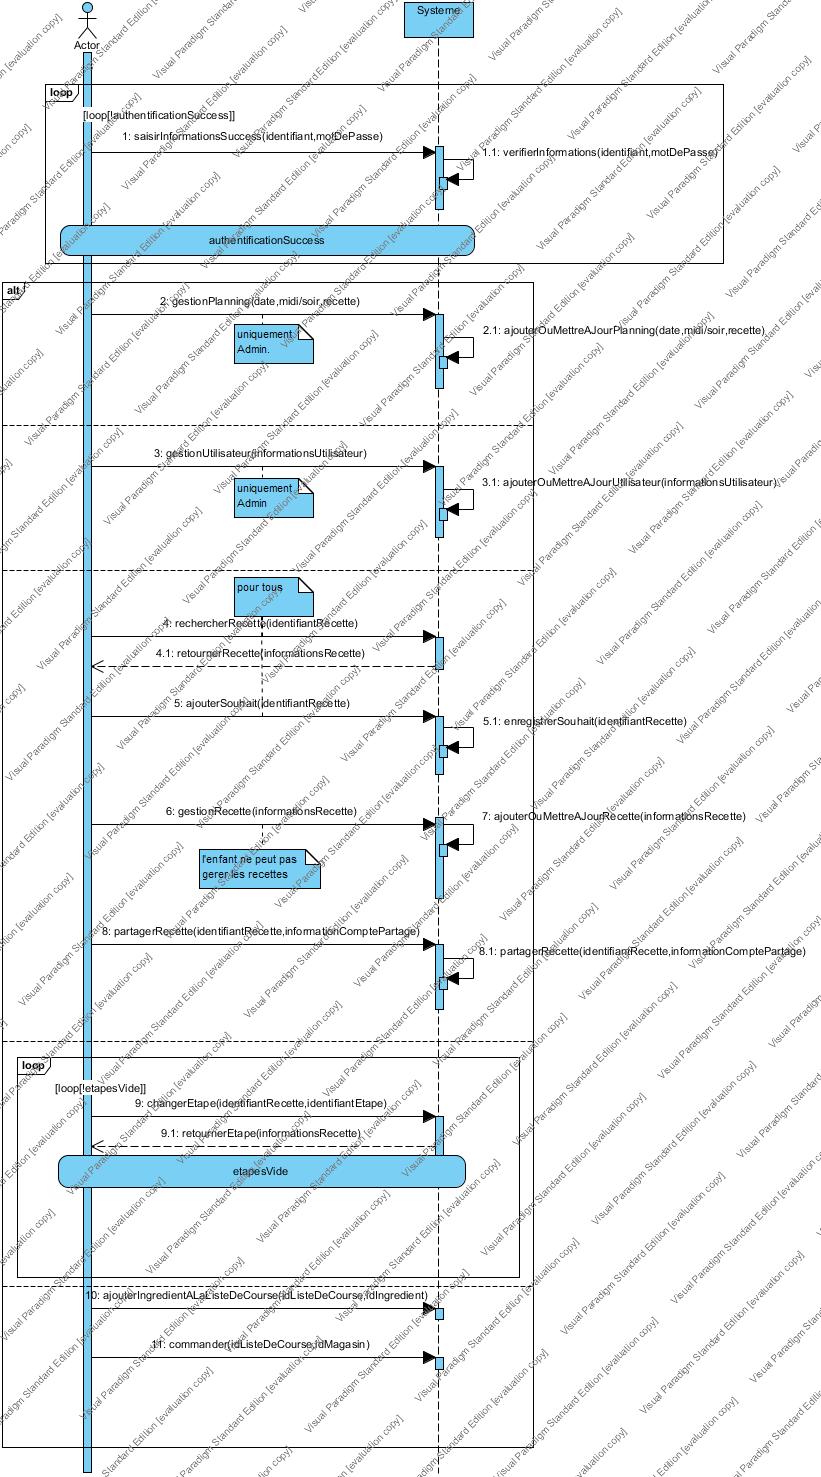 Systeme
Actor
loop
[loop[!authentificationSuccess]]
1: saisirInformationsSuccess(identifiant,motDePasse)
1.1: verifierInformations(identifiant,motDePasse)
authentificationSuccess
alt
2: gestionPlanning(date,midi/soir,recette)
uniquement
Admin.
2.1: ajouterOuMettreAJourPlanning(date,midi/soir,recette)
3: gestionUtilisateur(informationsUtilisateur)
3.1: ajouterOuMettreAJourUtilisateur(informationsUtilisateur)
uniquement
Admin
pour tous
4: rechercherRecette(identifiantRecette)
4.1: retournerRecette(informationsRecette)
5: ajouterSouhait(identifiantRecette)
5.1: enregistrerSouhait(identifiantRecette)
6: gestionRecette(informationsRecette)
7: ajouterOuMettreAJourRecette(informationsRecette)
l'enfant ne peut pas
gerer les recettes
8: partagerRecette(identifiantRecette,informationComptePartage)
8.1: partagerRecette(identifiantRecette,informationComptePartage)
loop
[loop[!etapesVide]]
9: changerEtape(identifiantRecette,identifiantEtape)
9.1: retournerEtape(informationsRecette)
etapesVide
10: ajouterIngredientALaListeDeCourse(idListeDeCourse,idIngredient)
11: commander(idListeDeCourse,idMagasin)
Visual Paradigm Standard Edition [evaluation copy]